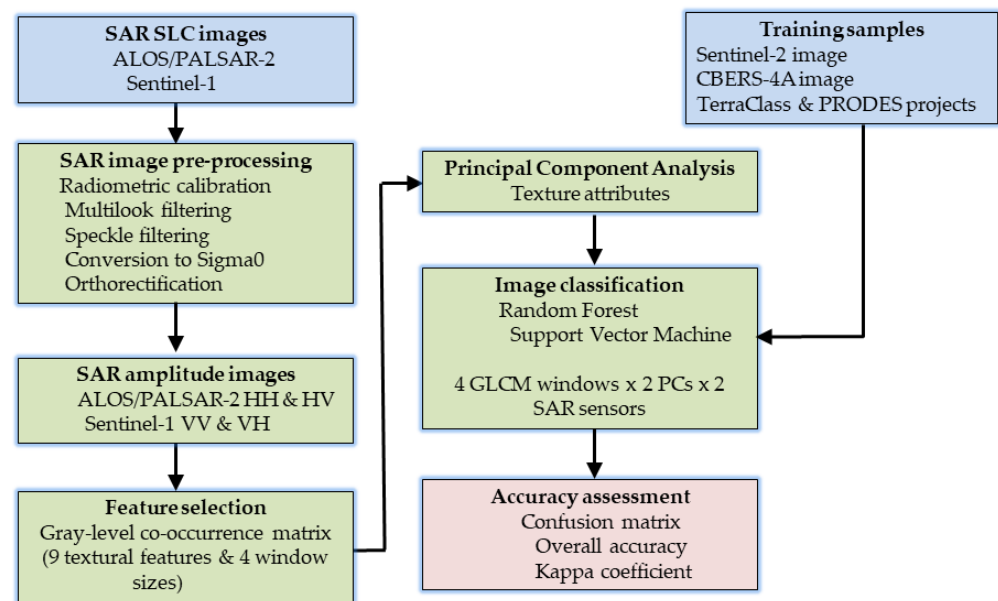 SAR SLC images
ALOS/PALSAR-2
Sentinel-1
SAR image pre-processing
Radiometric calibration
Multilook filtering
Speckle filtering
Conversion to Sigma0
Orthorectification
SAR amplitude images
ALOS/PALSAR-2 HH & HV
Sentinel-1 VV & VH
Feature selection
Gray-level co-occurrence matrix
(9 textural features & 4 window
sizes)
Principal Component Analysis
Texture attributes
Training samples
Sentinel-2 image
CBERS-4A image
TerraClass & PRODES projects
Image classification
Random Forest
Support Vector Machine
4 GLCM windows x 2 PCs x 2
SAR sensors
Accuracy assessment
Confusion matrix
Overall accuracy
Kappa coefficient